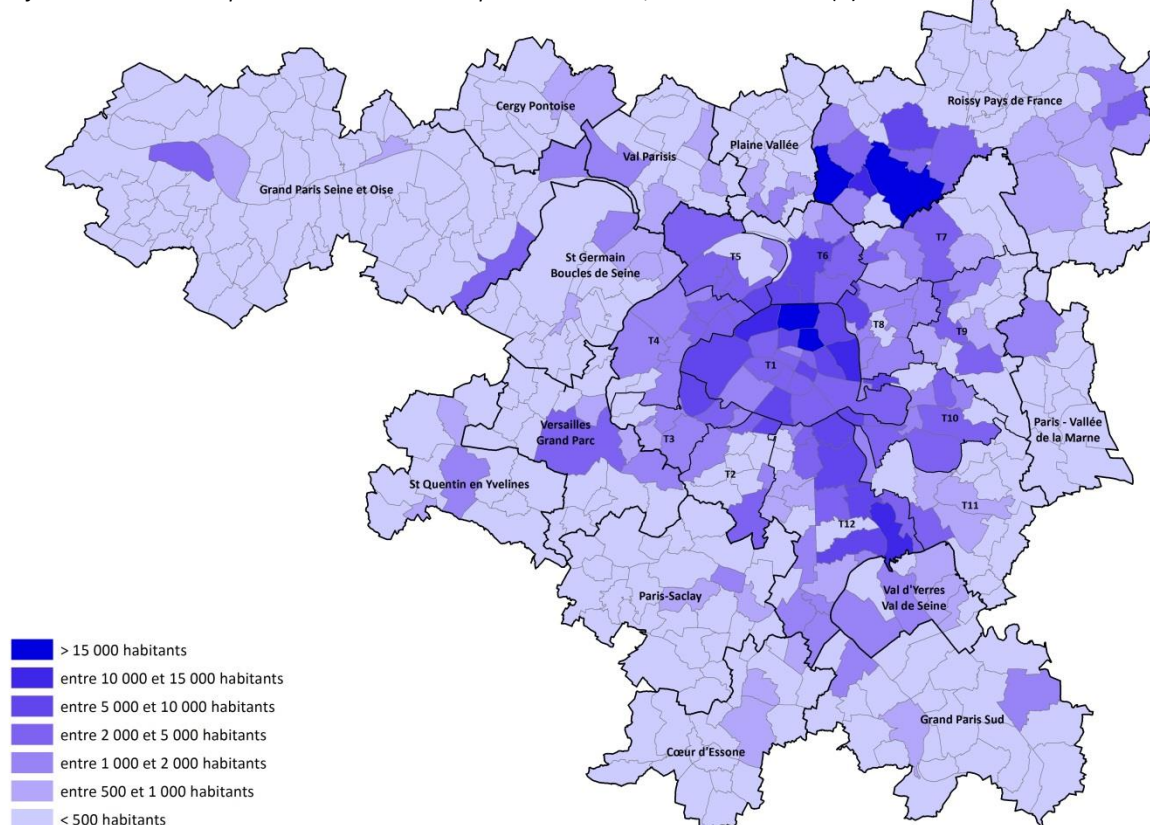 Roissy Pays de France
Cergy Pontoise
Plaine Vallée
Val Parisis
Grand Paris Seine et Oise
T7
St Germain
Boucles de Seine
T5
T6
T8
T9
T4
T1
T10
Versailles
Grand Parc
Paris - Vallée
de la Marne
T3
T2
St Quentin en Yvelines
T11
T12
Val d'Yerres
Val de Seine
Paris-Saclay
Grand Paris Sud
Cœur d'Essone
> 15 000 habitants
entre 10 000 et 15 000 habitants
entre 5 000 et 10 000 habitants
entre 2 000 et 5 000 habitants
entre 1 000 et 2 000 habitants
entre 500 et 1 000 habitants
< 500 habitants